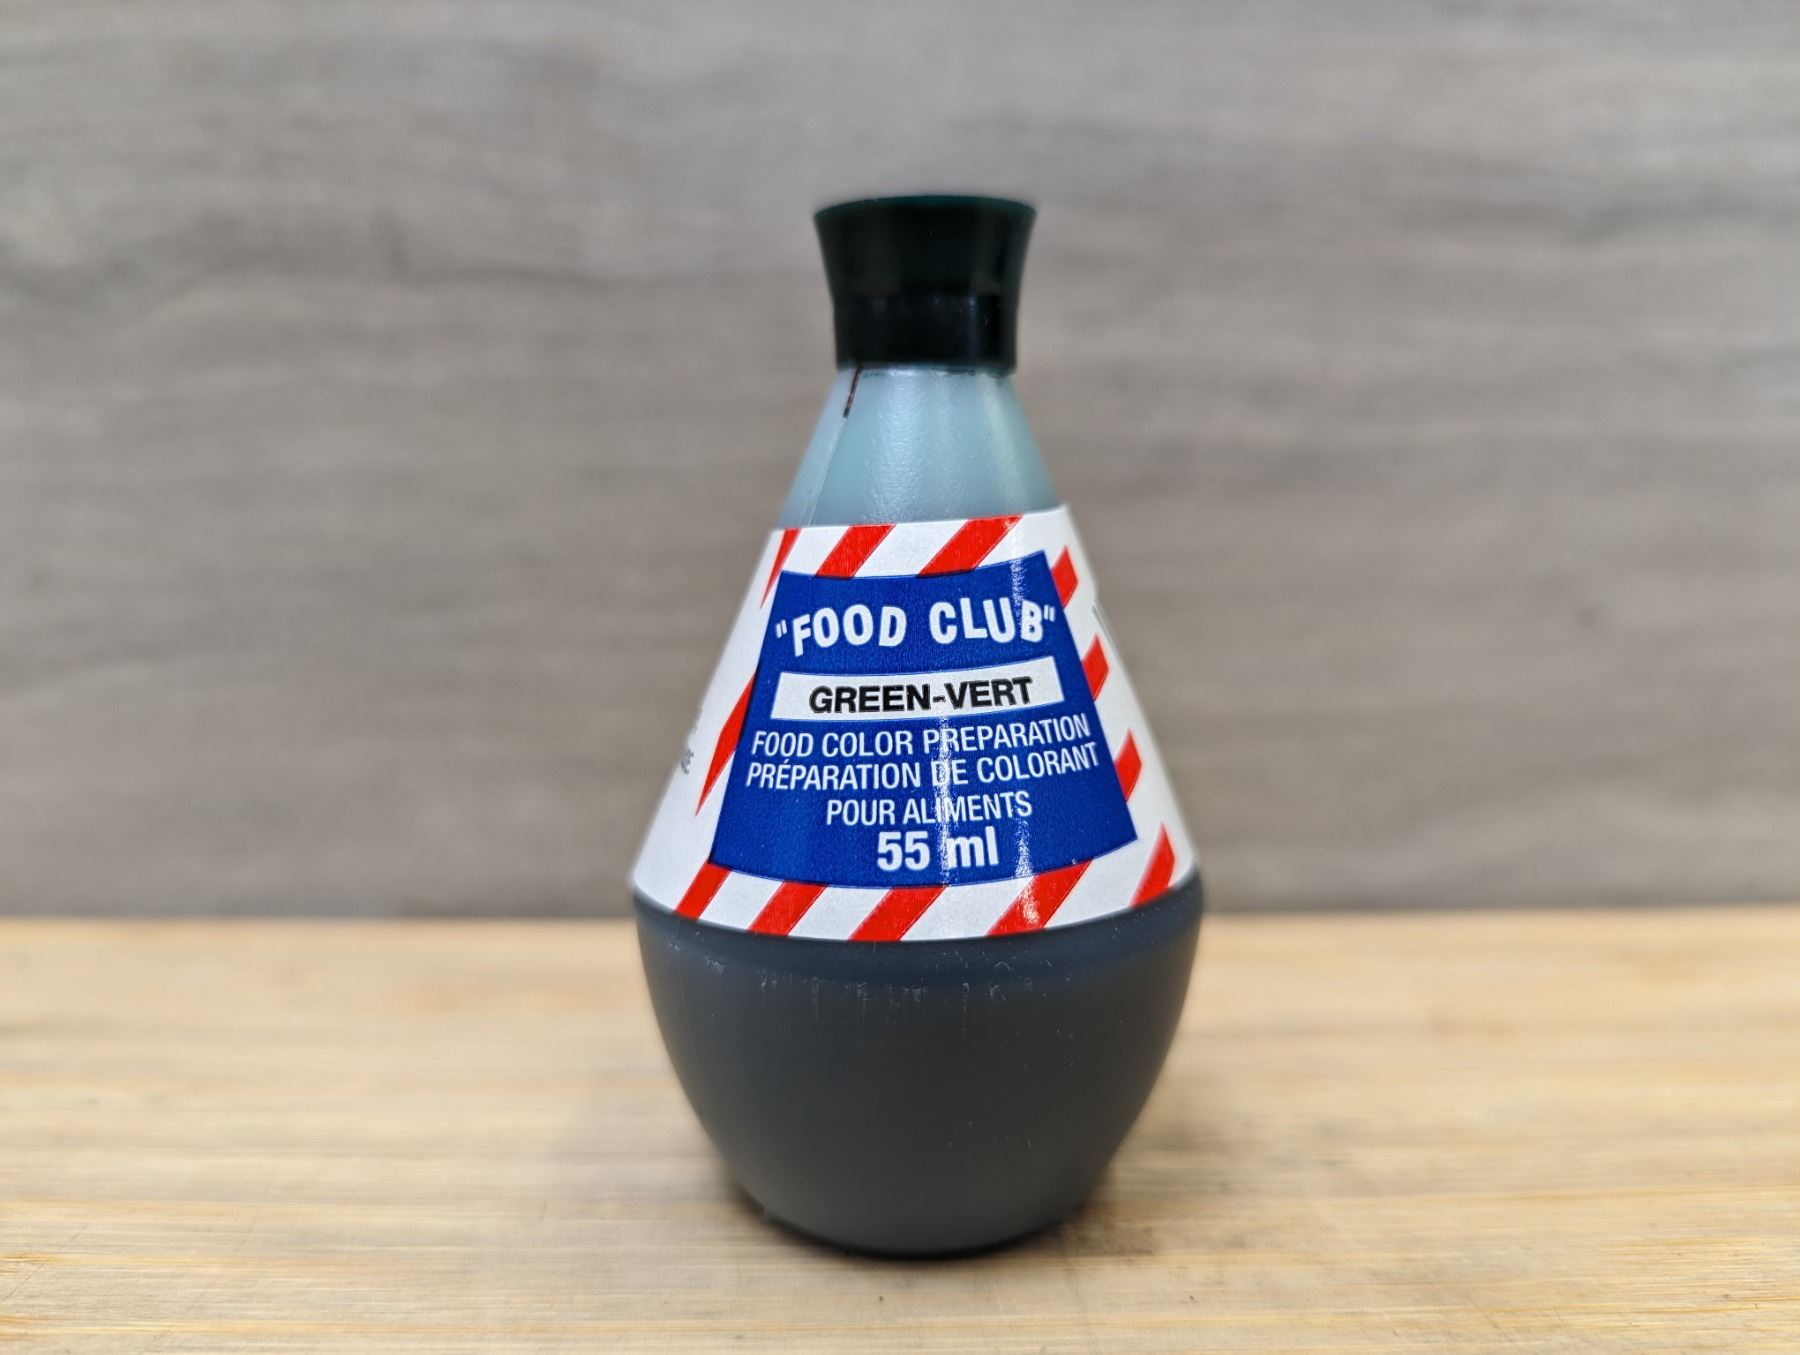 "FOOD CLUB"
GREEN-VERT
FOOD COLOR PREPARATION
PRÉPARATION DE COLORANT
POUR ALIMENTS
55 ml